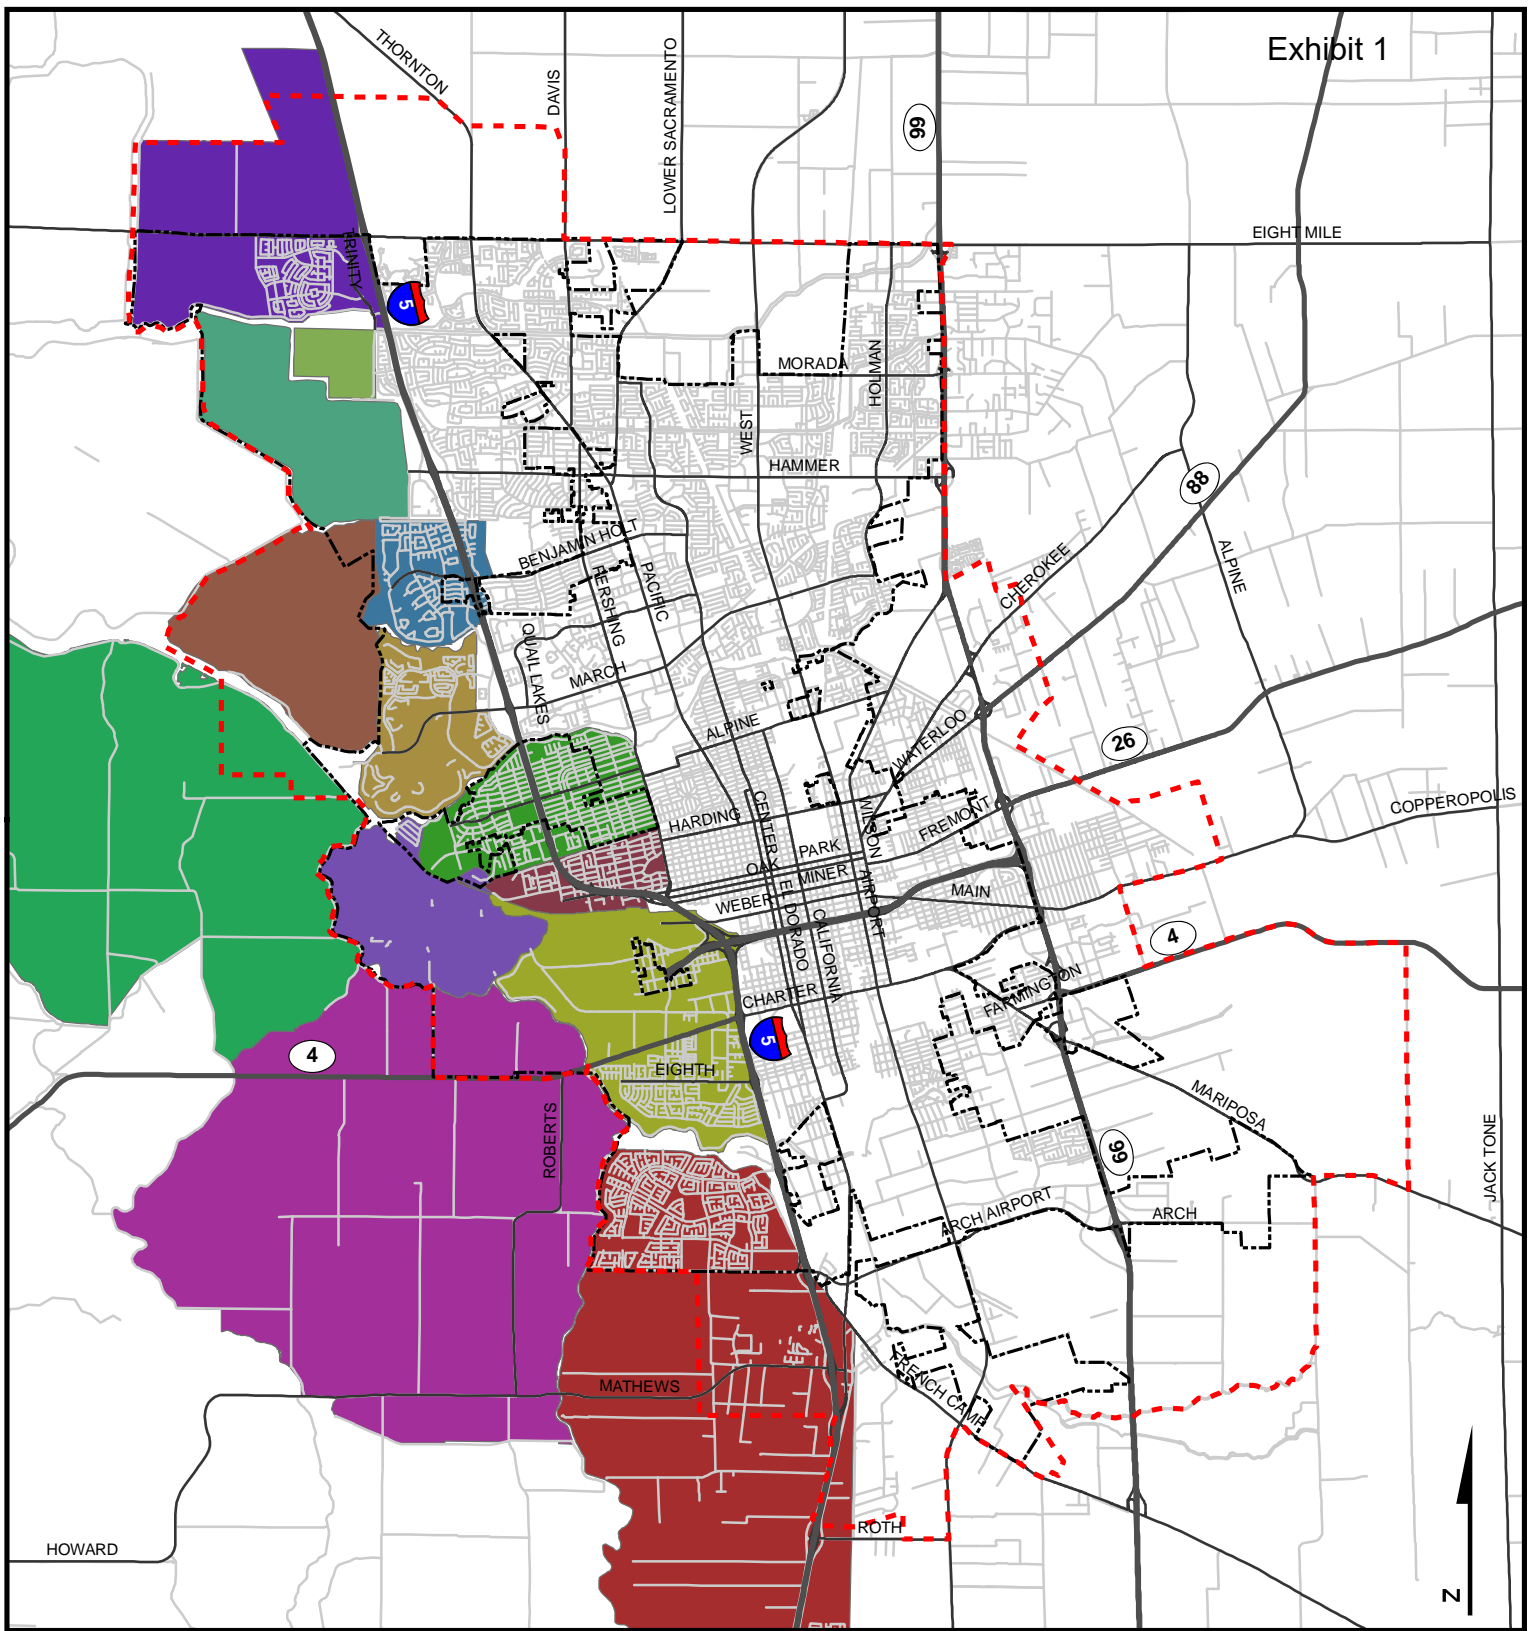 Exhibit 1
THORNTON
DAVIS
LOWER SACRAMENTO
99
EIGHT MILE
TRINITY
5
MORADA
HOLMAN
WEST
HAMMER
88
BENJAMIN HOLT
ALPINE
CHEROKEE
PERSHING
PACIFIC
QUAIL LAKES
MARCH
ALPINE
WATERLOO
26
COPPEROPOLIS
HARDING
CENTER
WILSON
FREMONT
PARK
OAK
MINER
MAIN
WEBER
EL DORADO
CALIFORNIA
AIRPORT
4
CHARTER
FARMINGTON
5
4
EIGHTH
MARIPOSA
ROBERTS
99
JACK TONE
ARCH AIRPORT
ARCH
MATHEWS
FRENCH CAMP
ROTH
HOWARD
N